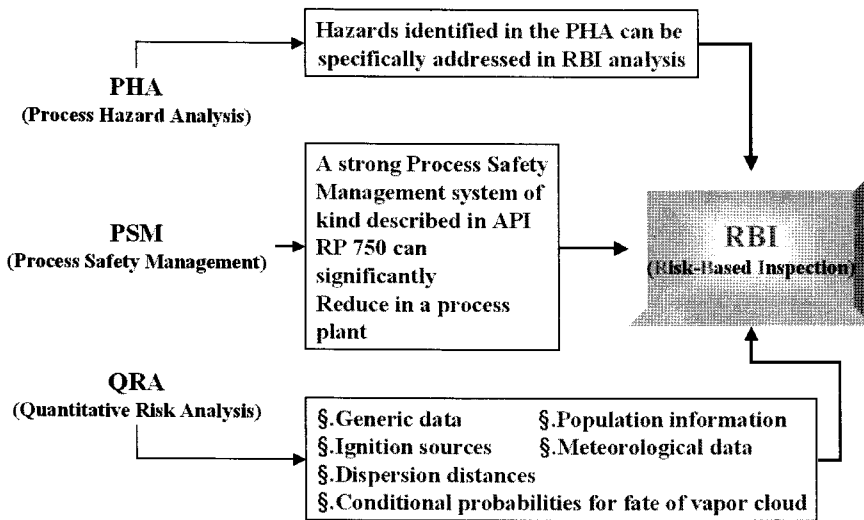 Hazards identified in the PHA can be
specifically addressed in RBI analysis
PHA
(Process Hazard Analysis)
A strong Process Safety
Management system of
kind described in API
RP 750 can
significantly
Reduce in a process
plant
PSM
(Process Safety Management)
RBI
(Risk-Based Inspection)
QRA
(Quantitative Risk Analysis)
§.Generic data §.Population information
§.Ignition sources §.Meteorological data
§.Dispersion distances
§.Conditional probabilities for fate of vapor cloud